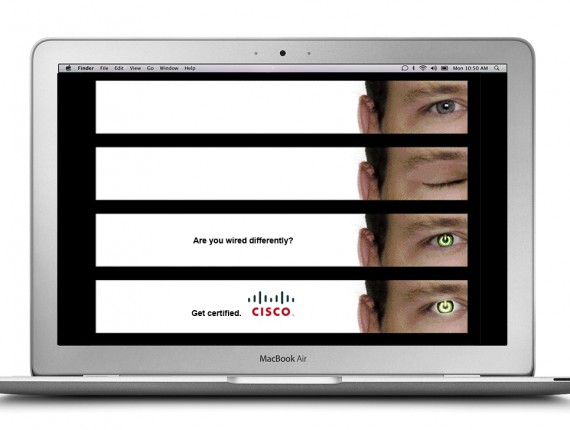 Finder File Edit View Go Window Help Mon 10:50 AM
Are you wired differently?
Get certified. CISCO
MacBook Air